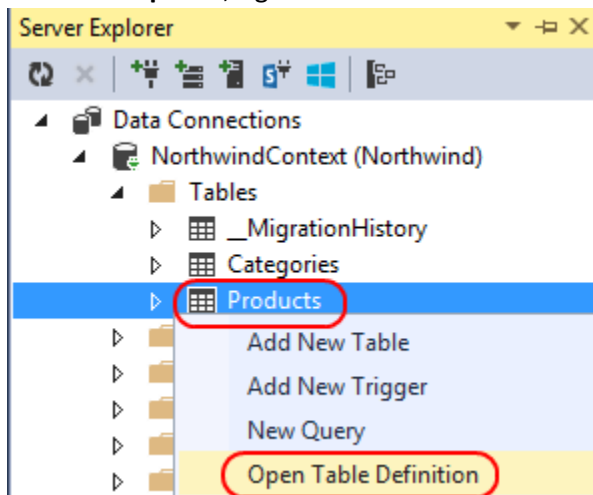 Server Explorer
Data Connections
NorthwindContext (Northwind)
Tables
__MigrationHistory
Categories
Products
Add New Table
Add New Trigger
New Query
Open Table Definition